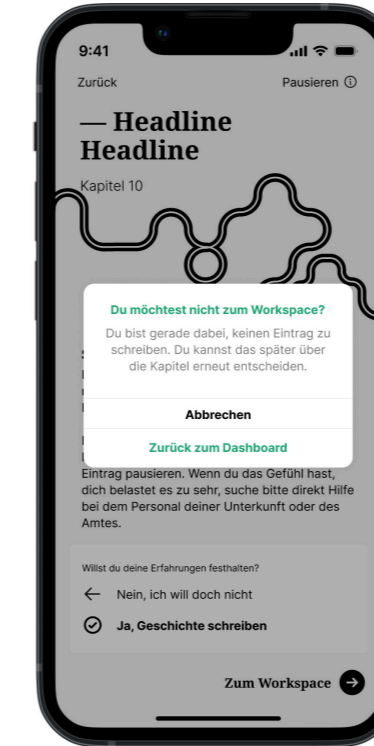 9:41
Zurück
Pausieren
— Headline
Headline
Kapitel 10
Du möchtest nicht zum Workspace?
Du bist gerade dabei, keinen Eintrag zu
schreiben. Du kannst das später über
die Kapitel erneut entscheiden.
Abbrechen
Zurück zum Dashboard
Eintrag pausieren. Wenn du das Gefühl hast,
dich belastet es zu sehr, suche bitte direkt Hilfe
bei dem Personal deiner Unterkunft oder des
Amtes.
Willst du deine Erfahrungen festhalten?
Nein, ich will doch nicht
Ja, Geschichte schreiben
Zum Workspace